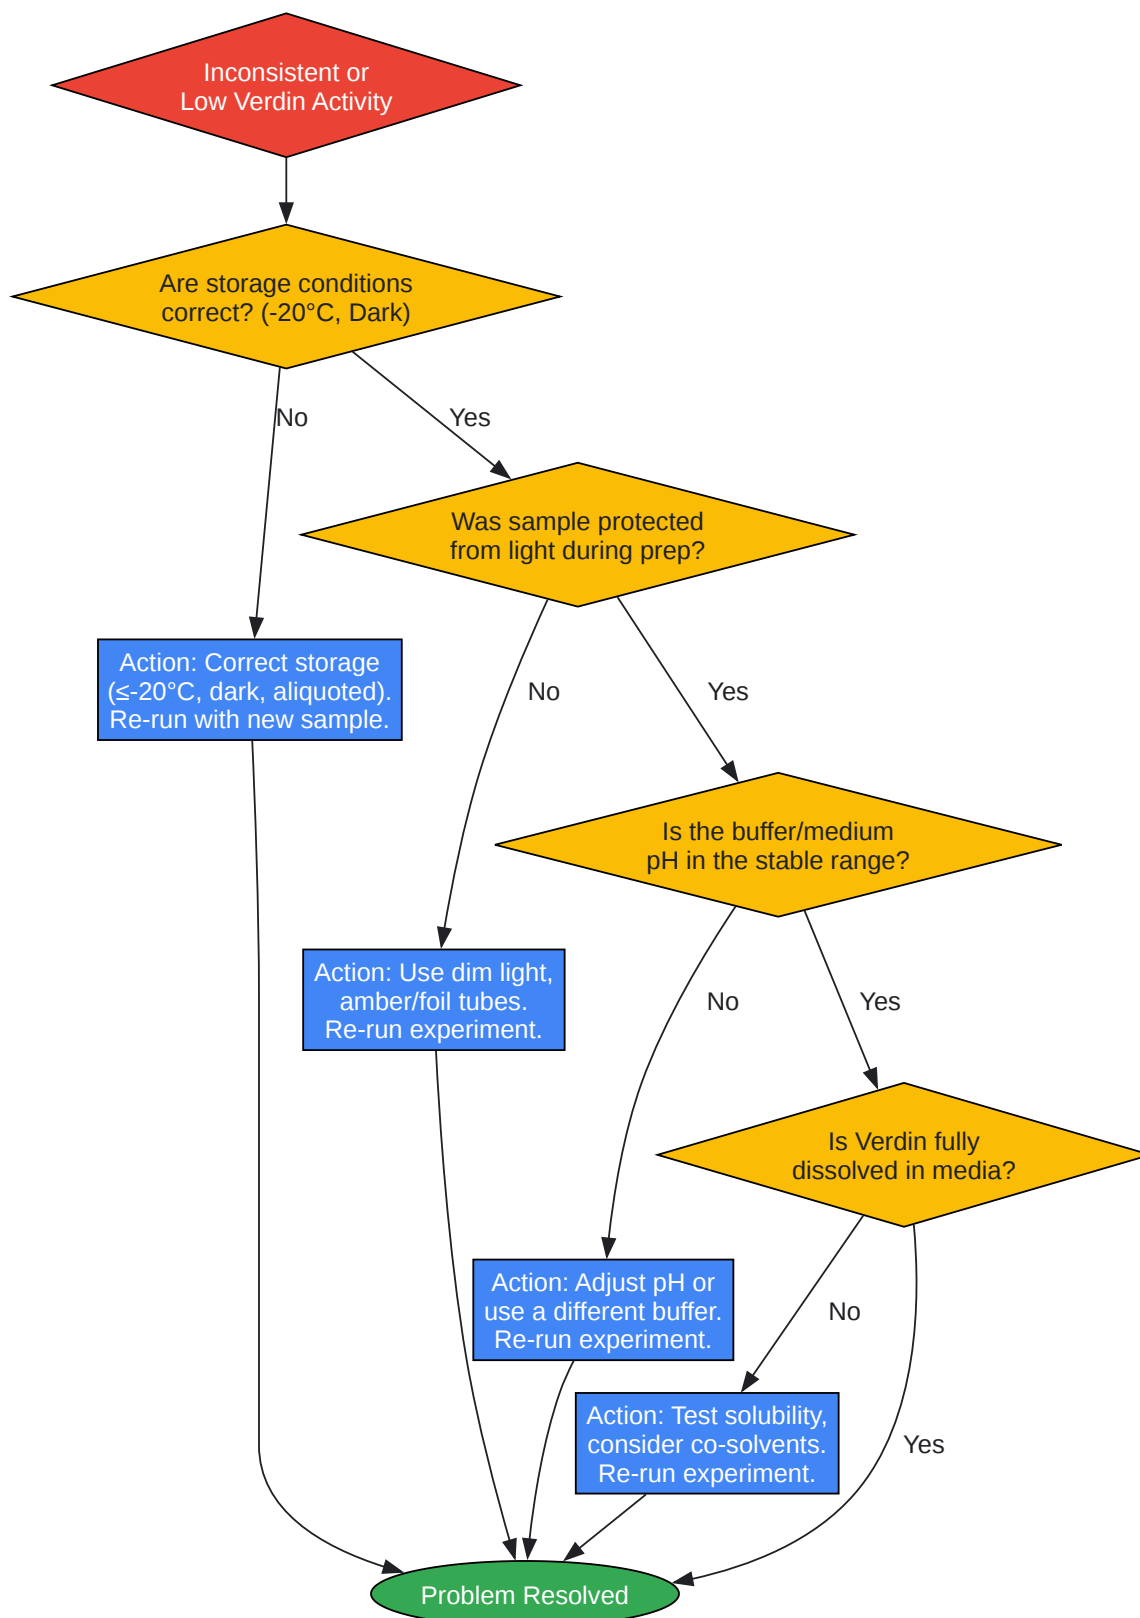 Inconsistent or
Low Verdin Activity
Are storage conditions
correct? (-20°C, Dark)
No
Yes
Was sample protected
from light during prep?
Action: Correct storage
(≤-20°C, dark, aliquoted).
Re-run with new sample.
No
Yes
Is the buffer/medium
pH in the stable range?
Action: Use dim light,
amber/foil tubes.
Re-run experiment.
No
Yes
Is Verdin fully
dissolved in media?
Action: Adjust pH or
use a different buffer.
Re-run experiment.
No
Action: Test solubility,
consider co-solvents.
Re-run experiment.
Yes
Problem Resolved